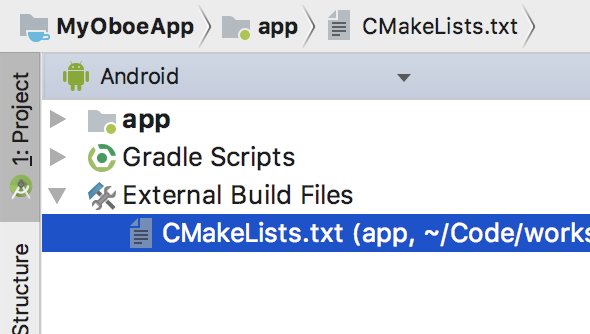 MyOboeApp app CMakeLists.txt
Android
1: Project
app
Gradle Scripts
External Build Files
CMakeLists.txt (app, ~/Code/works
Structure